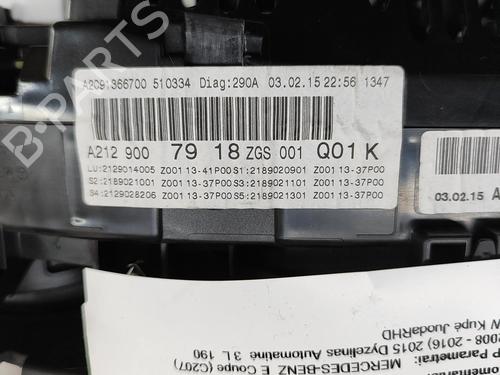 B-PARTS
A2091366700 510334 Diag:290A 03.02.15 22:56 1347
A212 900 79 18 ZGS 001 Q01 K
LU:2129014005 Z001 13-41P00 S1:2189020901 Z001 13-37P00
S2:2189021001 Z001 13-37P00 S3:2189021101 Z001 13-37P00
S4:2129028206 Z001 13-37P00 S5:2189021301 Z001 13-37P00
03.02.15 A
MERCEDES-BENZ E Coupe (C207)
2008 - 2016) 2015 Dyzelinas Automatinė 3 L 190
W Kupė JuodaRHD